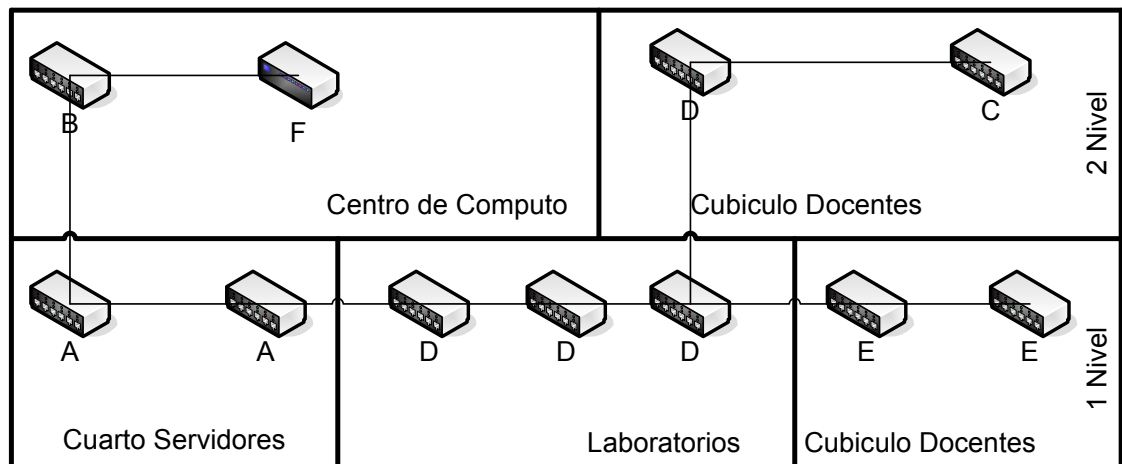 B
F
Centro de Computo
D
C
Cubiculo Docentes
2 Nivel
A
A
Cuarto Servidores
D
D
D
Laboratorios
E
E
Cubiculo Docentes
1 Nivel